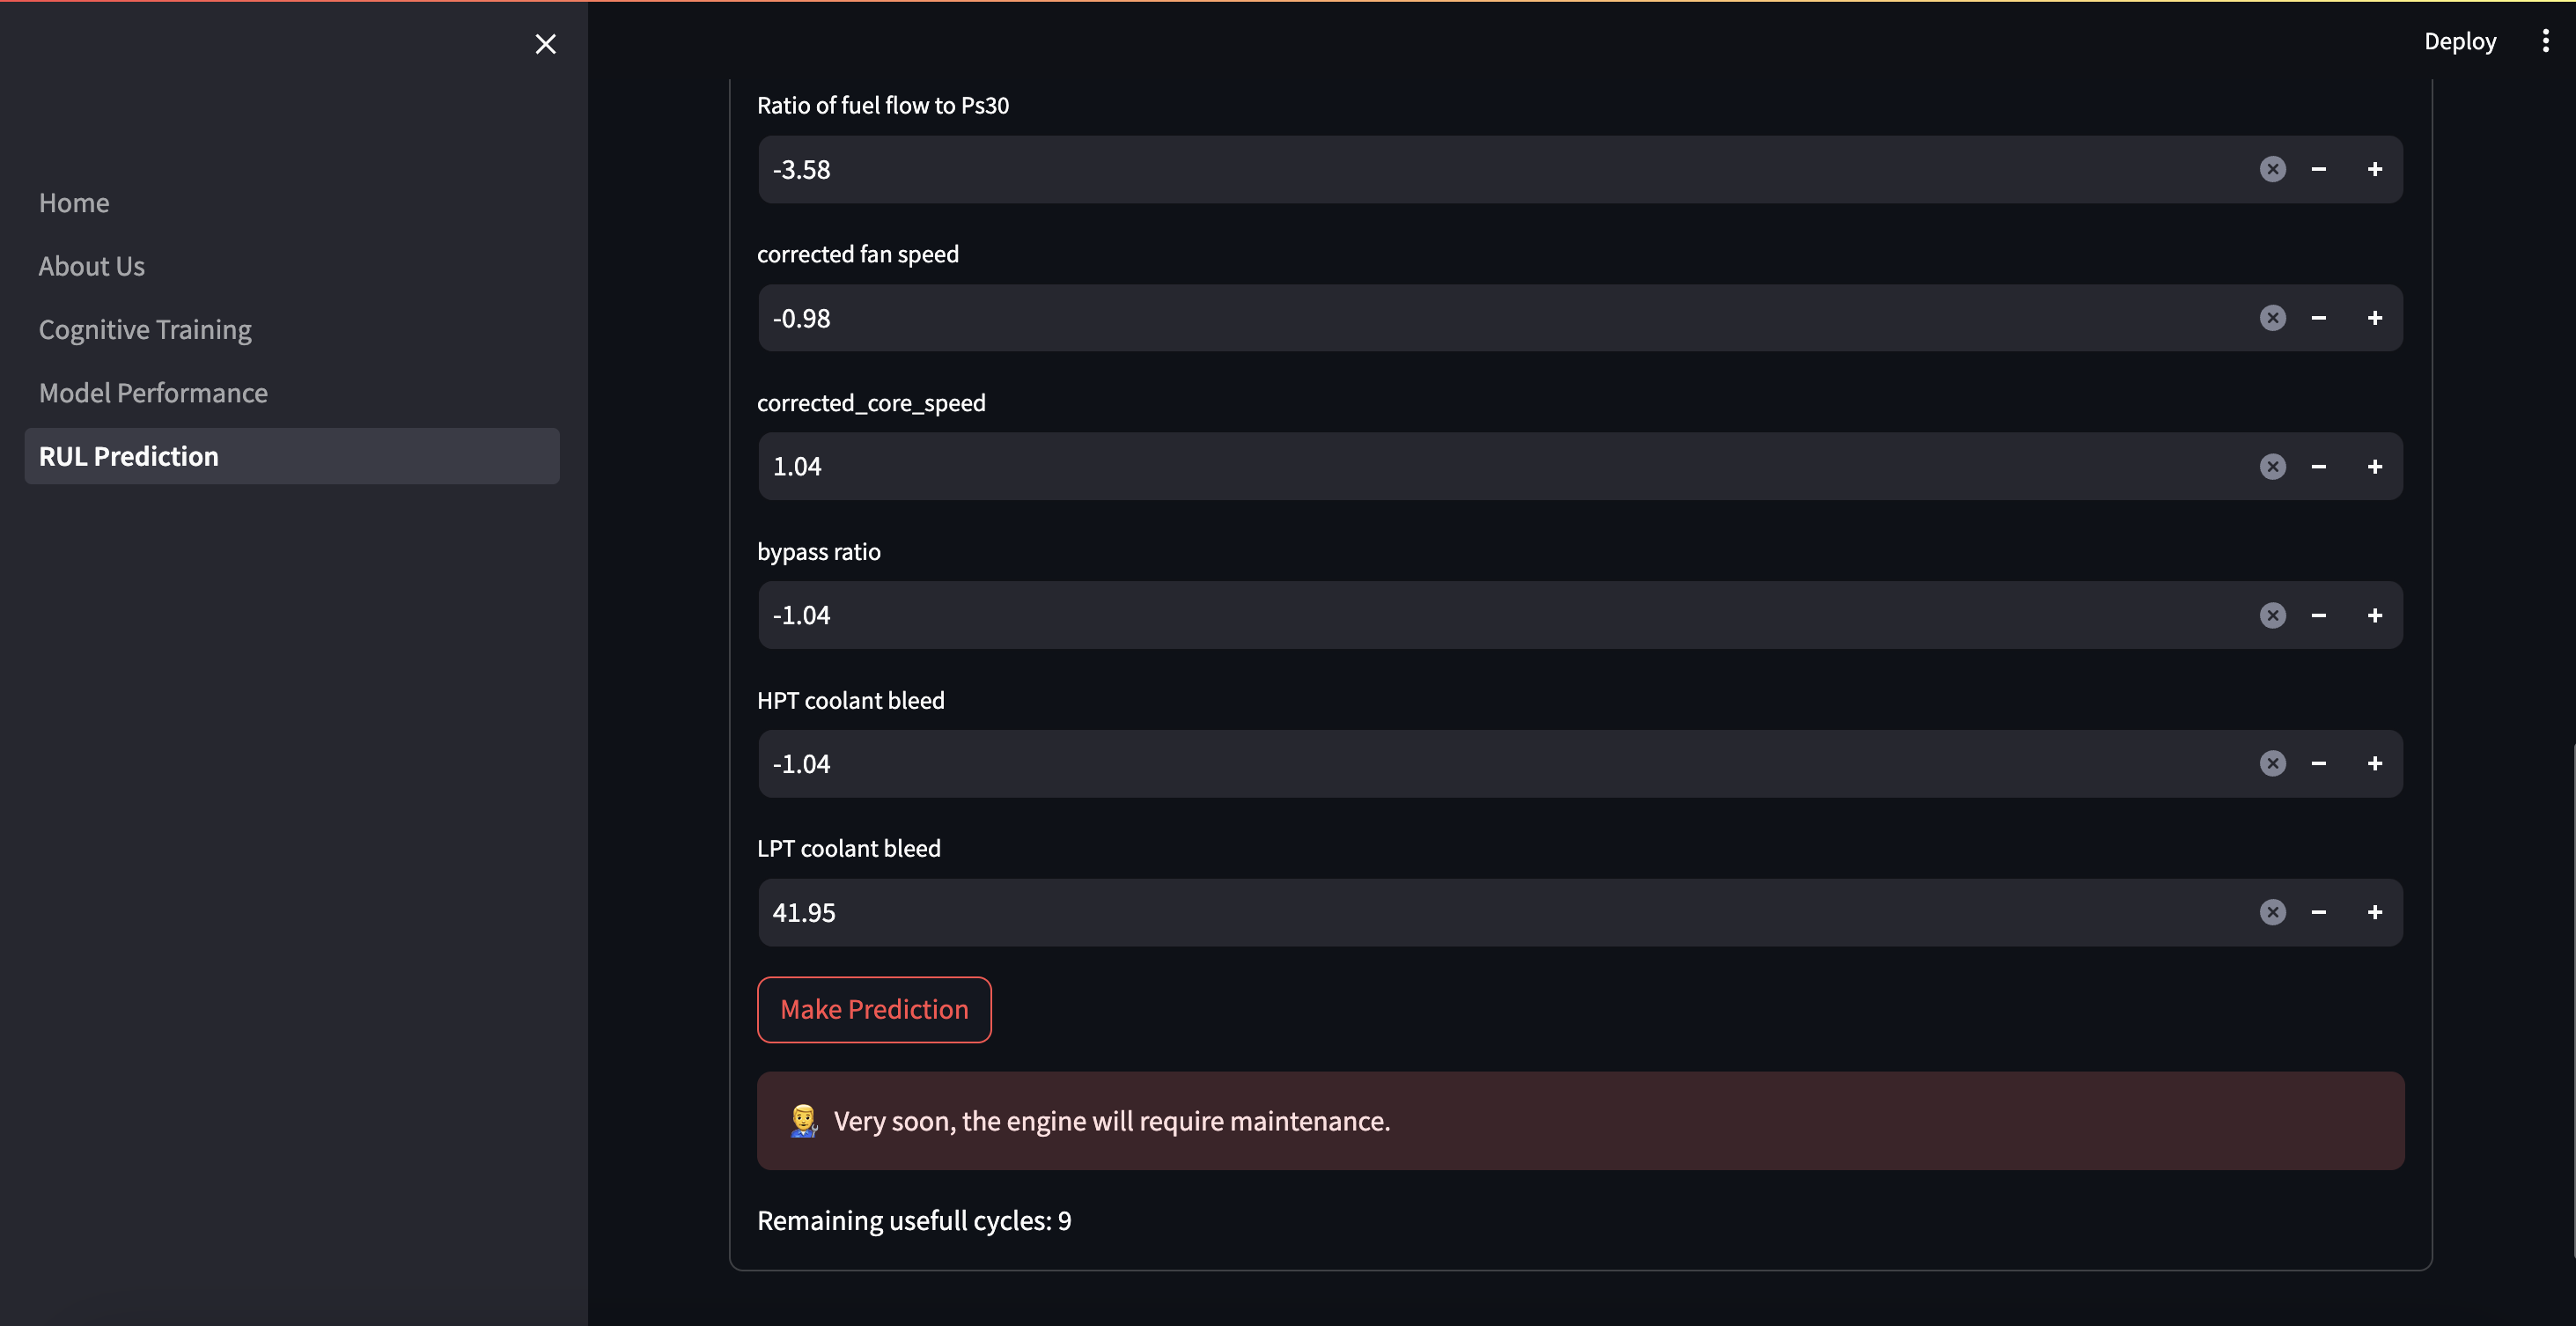 Deploy
Home
About Us
Cognitive Training
Model Performance
RUL Prediction
Ratio of fuel flow to Ps30
-3.58
corrected fan speed
-0.98
corrected_core_speed
1.04
bypass ratio
-1.04
HPT coolant bleed
-1.04
LPT coolant bleed
41.95
Make Prediction
Very soon, the engine will require maintenance.
Remaining usefull cycles: 9